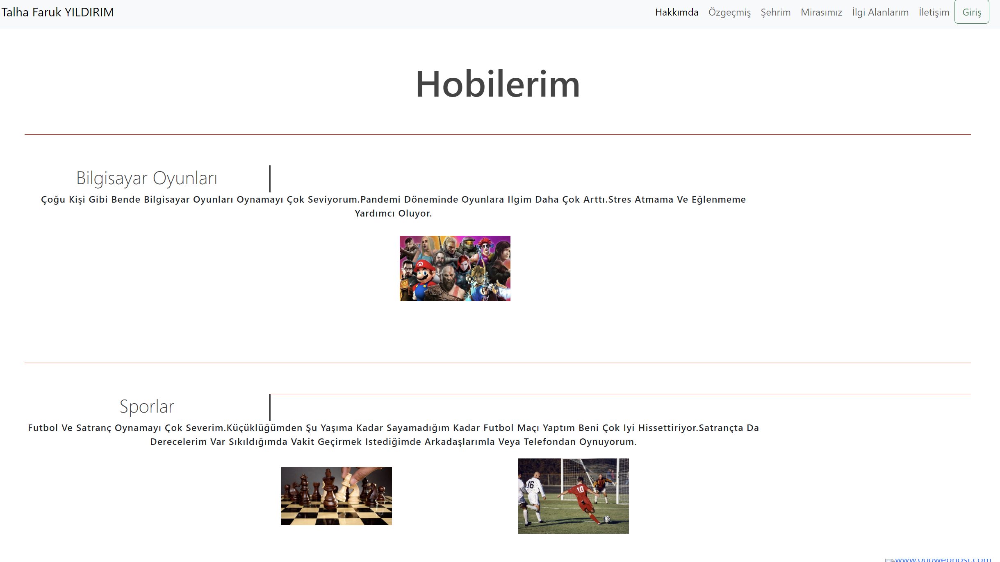 Talha Faruk YILDIRIM
Hakkımda Özgeçmiş Şehrim Mirasımız İlgi Alanlarım İletişim Giriş
Hobilerim
Bilgisayar Oyunları
Çoğu Kişi Gibi Bende Bilgisayar Oyunları Oynamayı Çok Seviyorum.Pandemi Döneminde Oyunlara Ilgim Daha Çok Arttı.Stres Atmama Ve Eğlenmeme
Yardımcı Oluyor.
Sporlar
Futbol Ve Satranç Oynamayı Çok Severim.Küçüklüğümden Şu Yaşıma Kadar Sayamadığım Kadar Futbol Maçı Yaptım Beni Çok Iyi Hissettiriyor.Satrançta Da
Derecelerim Var Sıkıldığımda Vakit Geçirmek Istediğimde Arkadaşlarımla Veya Telefondan Oynuyorum.
16
10
www.000webhost.com